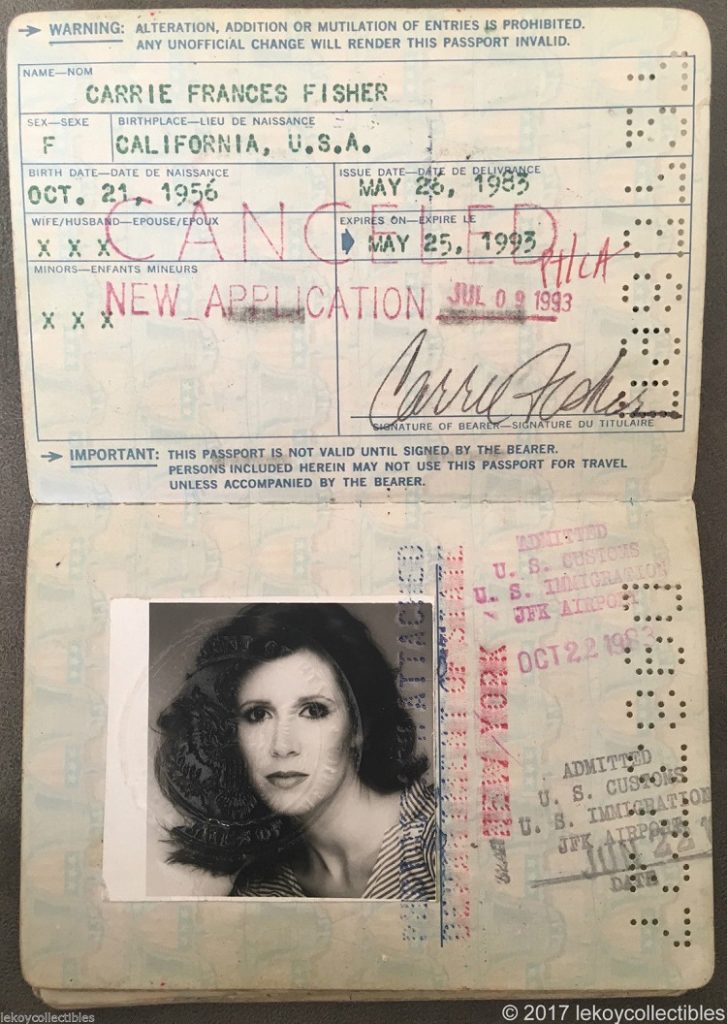 → WARNING: ALTERATION, ADDITION OR MUTILATION OF ENTRIES IS PROHIBITED.
ANY UNOFFICIAL CHANGE WILL RENDER THIS PASSPORT INVALID.
NAME—NOM
CARRIE FRANCES FISHER
SEX—SEXE
BIRTHPLACE—LIEU DE NAISSANCE
F
CALIFORNIA, U.S.A.
BIRTH DATE—DATE DE NAISSANCE
ISSUE DATE—DATE DE DELIVRANCE
OCT. 21, 1956
MAY 26, 1983
WIFE/HUSBAND—EPOUSE/EPOUX
EXPIRES ON—EXPIRE LE
X X X
MAY 25, 1993
CANCELED
PHLA
MINORS—ENFANTS MINEURS
X X X
NEW APPLICATION JUL 09 1993
Carrie Fisher
SIGNATURE OF BEARER—SIGNATURE DU TITULAIRE
→ IMPORTANT: THIS PASSPORT IS NOT VALID UNTIL SIGNED BY THE BEARER.
PERSONS INCLUDED HEREIN MAY NOT USE THIS PASSPORT FOR TRAVEL
UNLESS ACCOMPANIED BY THE BEARER.
ADMITTED
U. S. CUSTOMS
U. S. IMMIGRATION
JFK AIRPORT
OCT 22 1983
ADMITTED
U. S. CUSTOMS
U. S. IMMIGRATION
JFK AIRPORT
DATE
lekoycollectibles
© 2017 lekoycollectibles